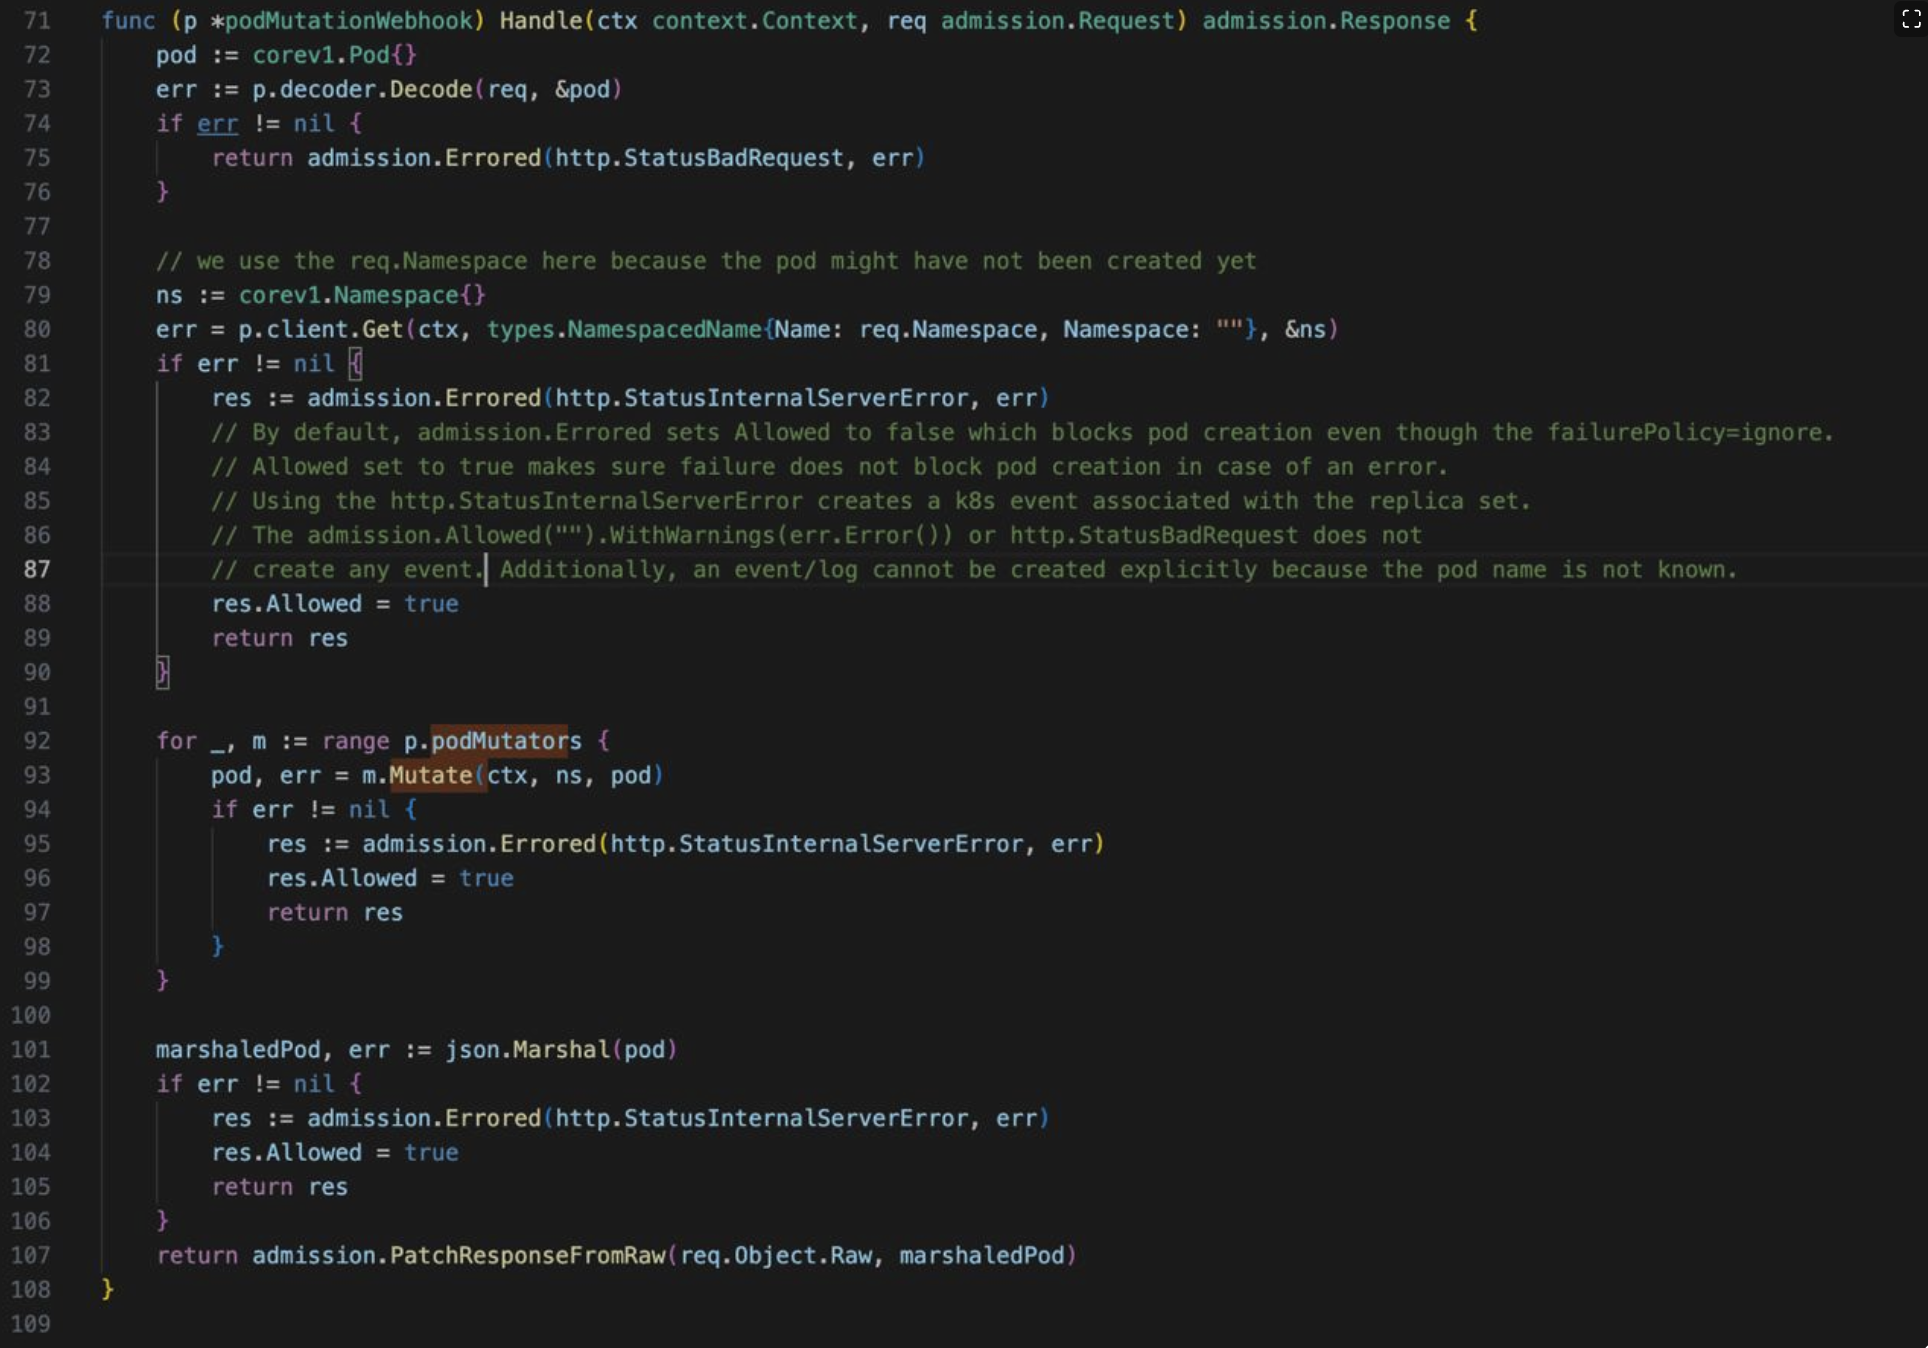 71 func (p *podMutationWebhook) Handle(ctx context.Context, req admission.Request) admission.Response {
72     pod := corev1.Pod{}
73     err := p.decoder.Decode(req, &pod)
74     if err != nil {
75         return admission.Errored(http.StatusBadRequest, err)
76     }
77
78     // we use the req.Namespace here because the pod might have not been created yet
79     ns := corev1.Namespace{}
80     err = p.client.Get(ctx, types.NamespacedName{Name: req.Namespace, Namespace: ""}, &ns)
81     if err != nil {
82         res := admission.Errored(http.StatusInternalServerError, err)
83         // By default, admission.Errored sets Allowed to false which blocks pod creation even though the failurePolicy=ignore.
84         // Allowed set to true makes sure failure does not block pod creation in case of an error.
85         // Using the http.StatusInternalServerError creates a k8s event associated with the replica set.
86         // The admission.Allowed("").WithWarnings(err.Error()) or http.StatusBadRequest does not
87         // create any event. Additionally, an event/log cannot be created explicitly because the pod name is not known.
88         res.Allowed = true
89         return res
90     }
91
92     for _, m := range p.podMutators {
93         pod, err = m.Mutate(ctx, ns, pod)
94         if err != nil {
95             res := admission.Errored(http.StatusInternalServerError, err)
96             res.Allowed = true
97             return res
98         }
99     }
100
101     marshaledPod, err := json.Marshal(pod)
102     if err != nil {
103         res := admission.Errored(http.StatusInternalServerError, err)
104         res.Allowed = true
105         return res
106     }
107     return admission.PatchResponseFromRaw(req.Object.Raw, marshaledPod)
108 }
109